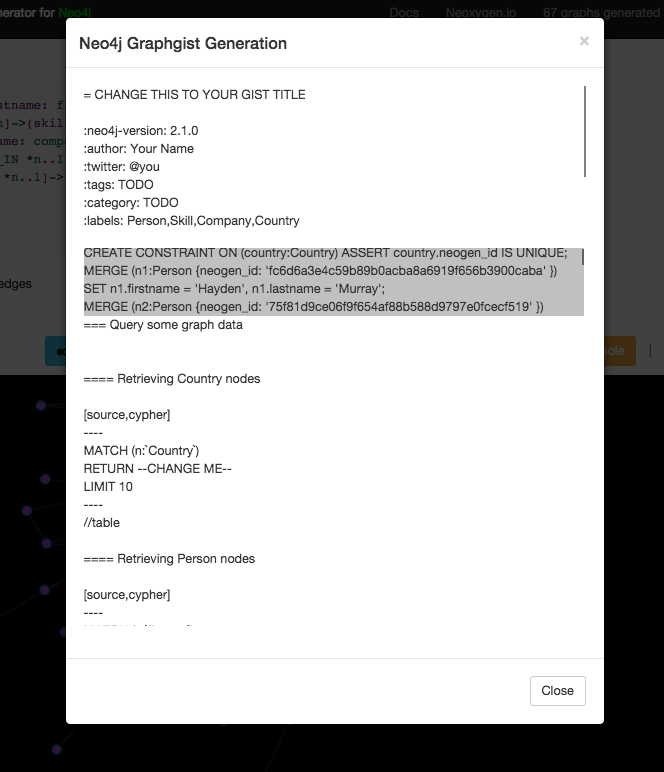 erator for Neo4j
Docs
Neoxygen.io
67 graphs generated
Neo4j Graphgist Generation
×
= CHANGE THIS TO YOUR GIST TITLE
:neo4j-version: 2.1.0
:author: Your Name
:twitter: @you
:tags: TODO
:category: TODO
:labels: Person,Skill,Company,Country
CREATE CONSTRAINT ON (country:Country) ASSERT country.neogen_id IS UNIQUE;
MERGE (n1:Person {neogen_id: 'fc6d6a3e4c59b89b0acba8a6919f656b3900caba' })
SET n1.firstname = 'Hayden', n1.lastname = 'Murray';
MERGE (n2:Person {neogen_id: '75f81d9ce06f9f654af88b588d9797e0fcecf519' })
=== Query some graph data
==== Retrieving Country nodes
[source,cypher]
----
MATCH (n:`Country`)
RETURN --CHANGE ME--
LIMIT 10
----
//table
==== Retrieving Person nodes
[source,cypher]
----
Close
stname: f
n]->(skil
ame: compa
_IN *n..1
*n..1]->
edges
sole